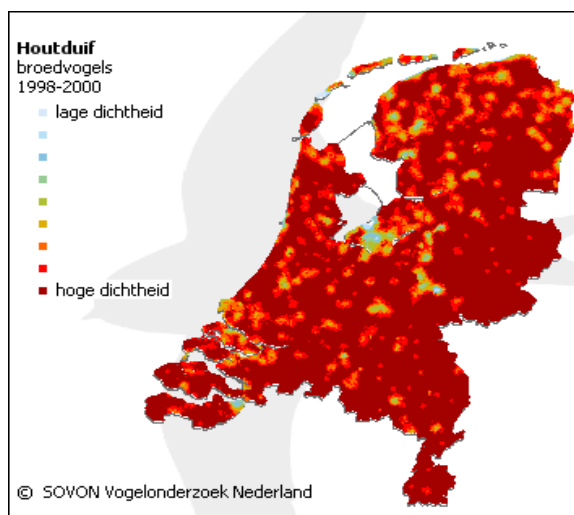 Houtduif
broedvogels
1998-2000
lage dichtheid
hoge dichtheid
© SOVON Vogelonderzoek Nederland